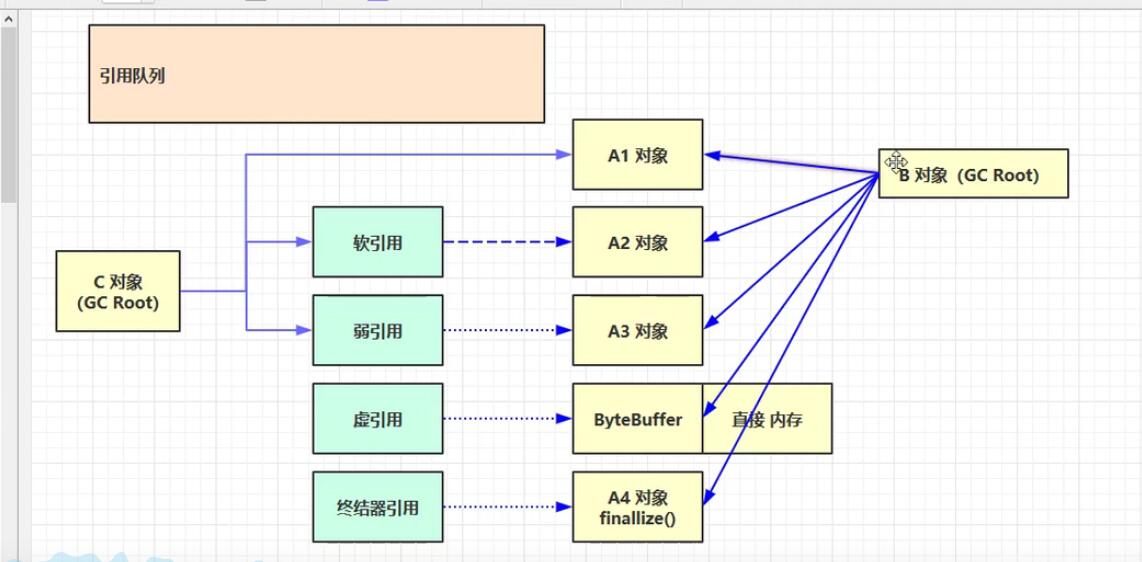 引用队列
A1 对象
B 对象（GC Root）
软引用
A2 对象
C 对象
(GC Root)
弱引用
A3 对象
虚引用
ByteBuffer
直接 内存
终结器引用
A4 对象
finallize()